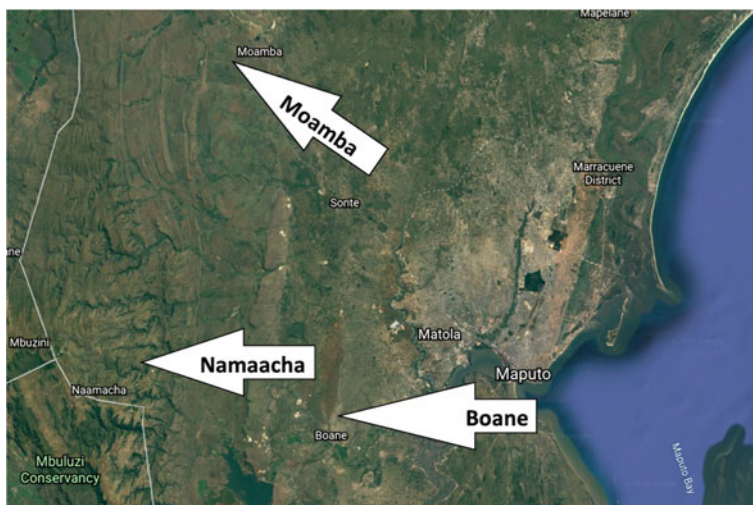 Mapelane
Moamba
Moamba
Marracuene
District
Sonte
Mbuzini
Matola
Namaacha
Naamacha
Maputo
Boane
Boane
Mbuluzi
Conservancy
Maputo Bay